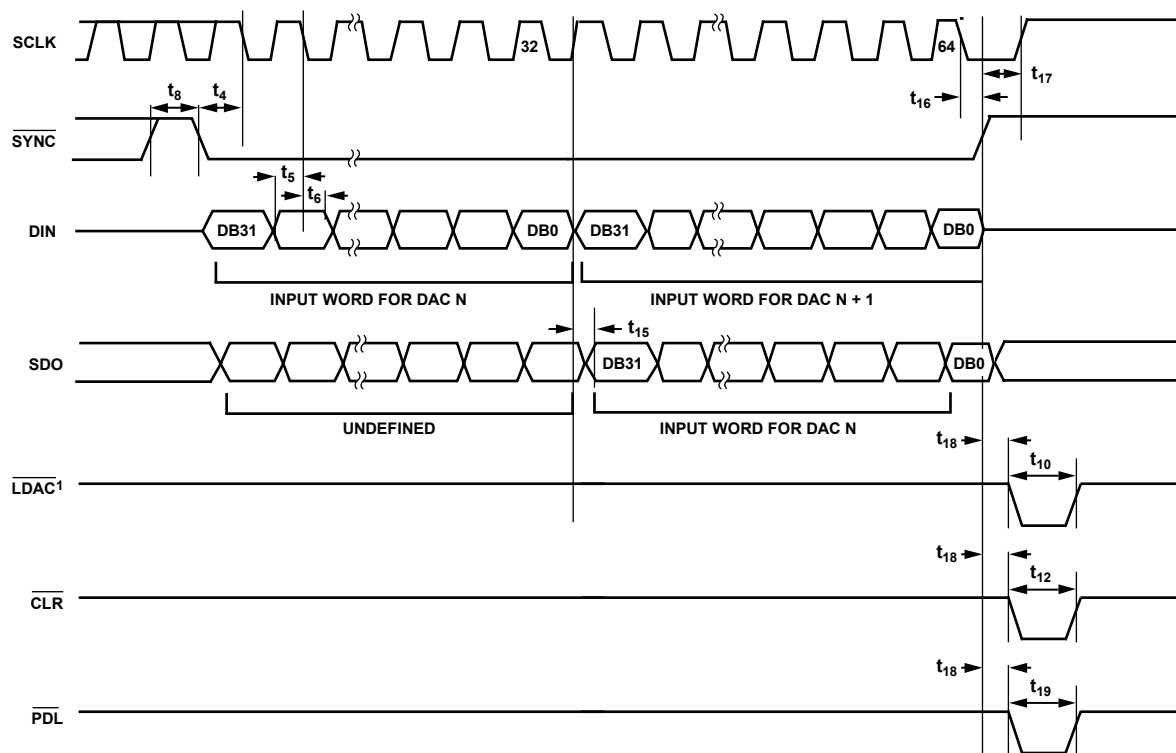 SCLK
32
64
t8
t4
t16
t17
SYNC
t5
t6
DIN
DB31
DB0
DB31
DB0
INPUT WORD FOR DAC N
INPUT WORD FOR DAC N + 1
t15
SDO
DB31
DB0
UNDEFINED
INPUT WORD FOR DAC N
t18
t10
LDAC1
t18
t12
CLR
t18
t19
PDL